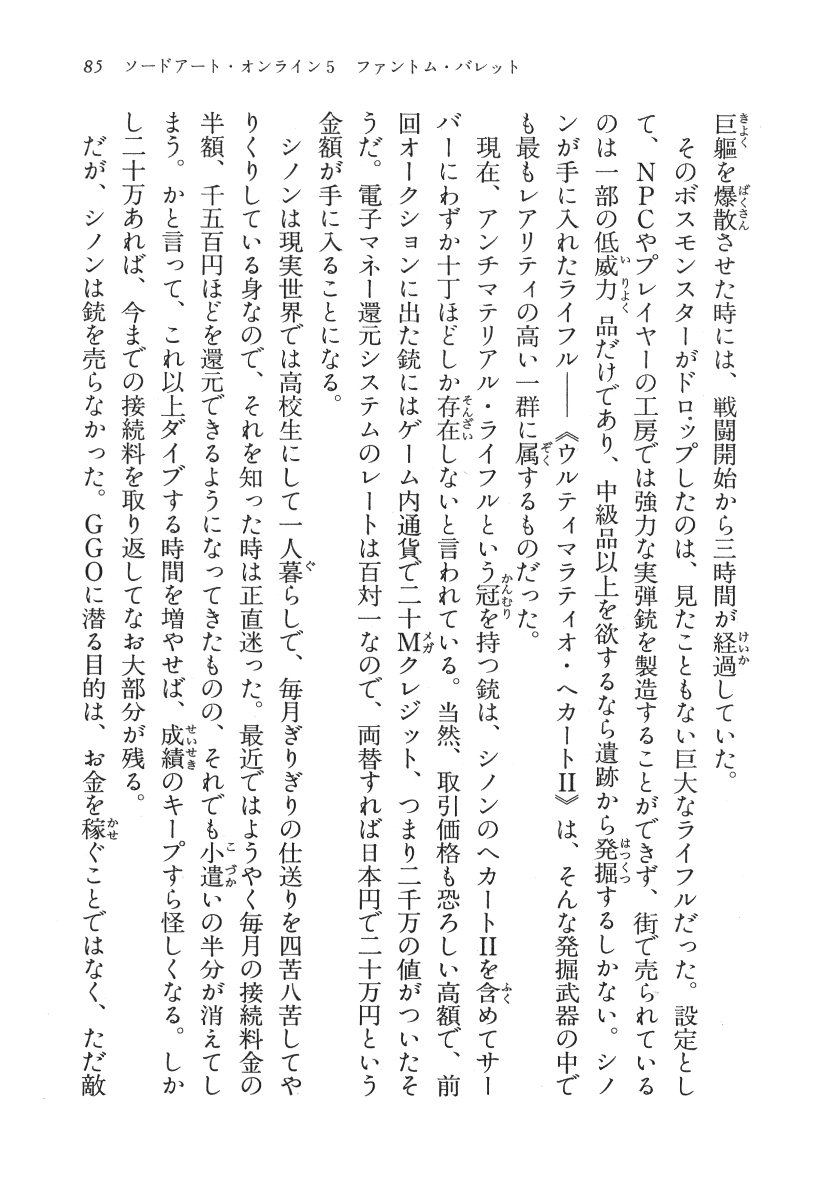 85 ソードアート・オンライン5 ファントム・バレット
巨軀を爆散させた時には、戦闘開始から三時間が経過していた。
そのボスモンスターがドロップしたのは、見たこともない巨大なライフルだった。設定とし
て、NPCやプレイヤーの工房では強力な実弾銃を製造することができず、街で売られている
のは一部の低威力品だけであり、中級品以上を欲するなら遺跡から発掘するしかない。シノ
ンが手に入れたライフル――《ウルティマラティオ・ヘカートII》は、そんな発掘武器の中で
も最もレアリティの高い一群に属するものだった。
現在、アンチマテリアル・ライフルという冠を持つ銃は、シノンのヘカートIIを含めてサー
バーにわずか十丁ほどしか存在しないと言われている。当然、取引価格も恐ろしい高額で、前
回オークションに出た銃にはゲーム内通貨で二十Mクレジット、つまり二千万の値がついたそ
うだ。電子マネー還元システムのレートは百対一なので、両替すれば日本円で二十万円という
金額が手に入ることになる。
シノンは現実世界では高校生にして一人暮らしで、毎月ぎりぎりの仕送りを四苦八苦してや
りくりしている身なので、それを知った時は正直迷った。最近ではようやく毎月の接続料金の
半額、千五百円ほどを還元できるようになってきたものの、それでも小遣いの半分が消えてし
まう。かと言って、これ以上ダイブする時間を増やせば、成績のキープすら怪しくなる。しか
し二十万あれば、今までの接続料を取り返してなお大部分が残る。
だが、シノンは銃を売らなかった。GGOに潜る目的は、お金を稼ぐことではなく、ただ敵